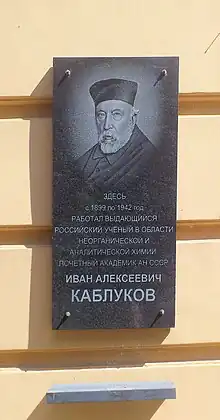 ЗДЕСЬ
с 1899 по 1942 год
РАБОТАЛ ВЫДАЮЩИЙСЯ
РОССИЙСКИЙ УЧЁНЫЙ В ОБЛАСТИ
НЕОРГАНИЧЕСКОЙ И
АНАЛИТИЧЕСКОЙ ХИМИИ
ПОЧЕТНЫЙ АКАДЕМИК АН СССР
ИВАН АЛЕКСЕЕВИЧ
КАБЛУКОВ